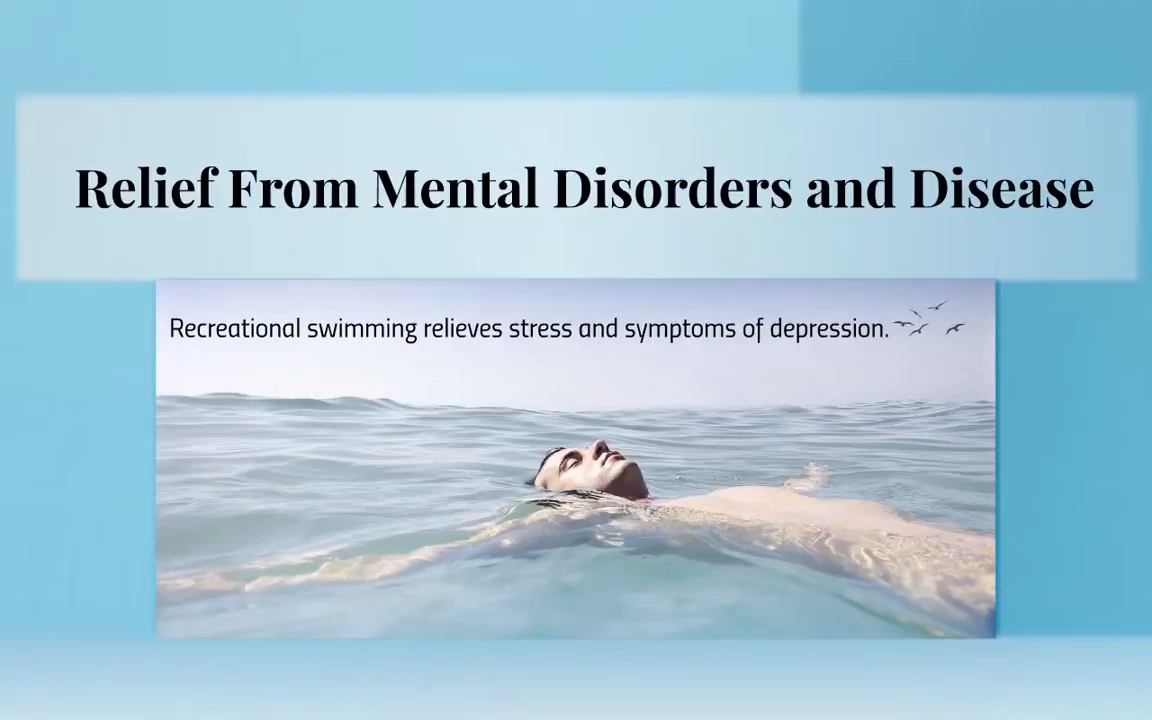 Relief From Mental Disorders and Disease
Recreational swimming relieves stress and symptoms of depression.